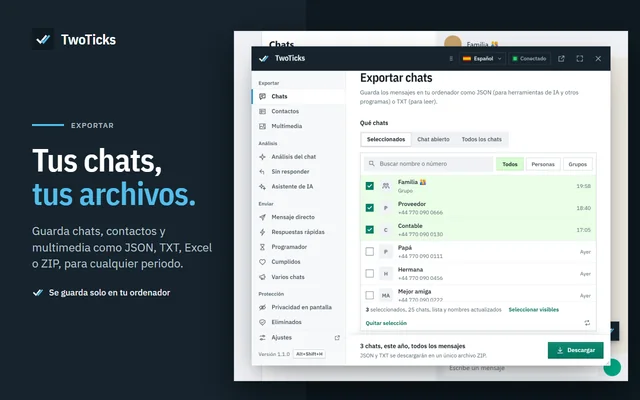 TwoTicks
EXPORTAR
Tus chats,
tus archivos.
Guarda chats, contactos y
multimedia como JSON, TXT, Excel
o ZIP, para cualquier periodo.
Se guarda solo en tu ordenador
Chats
Familia
TwoTicks
Español
Conectado
Exportar
Chats
Contactos
Multimedia
Análisis
Análisis del chat
Sin responder
Asistente de IA
Enviar
Mensaje directo
Respuestas rápidas
Programador
Cumplidos
Varios chats
Protección
Privacidad en pantalla
Eliminados
Ajustes
Versión 1.1.0 Alt+Shift+H
Exportar chats
Guarda los mensajes en tu ordenador como JSON (para herramientas de IA y otros
programas) o TXT (para leer).
Qué chats
Seleccionados Chat abierto Todos los chats
Buscar nombre o número
Todos Personas Grupos
Familia
Grupo
19:58
P Proveedor
+44 770 090 0666
18:40
C Contable
+44 770 090 0130
17:05
P Papá
+44 770 090 0111
Ayer
H Hermana
+44 770 090 0456
Ayer
MA Mejor amiga
+44 770 090 0222
Ayer
3 seleccionados, 25 chats, lista y nombres actualizados Seleccionar visibles
Quitar selección
3 chats, este año, todos los mensajes
JSON y TXT se descargarán en un único archivo ZIP.
Descargar
Escribe un mensaje